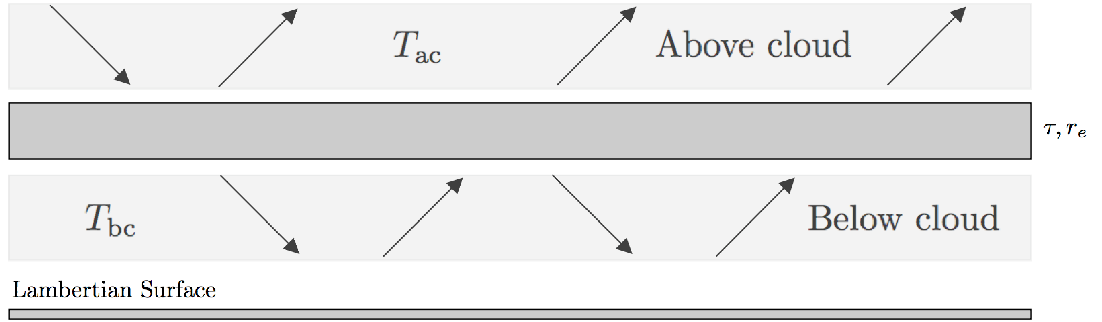 T_ac Above cloud
τ, r_e
T_bc Below cloud
Lambertian Surface